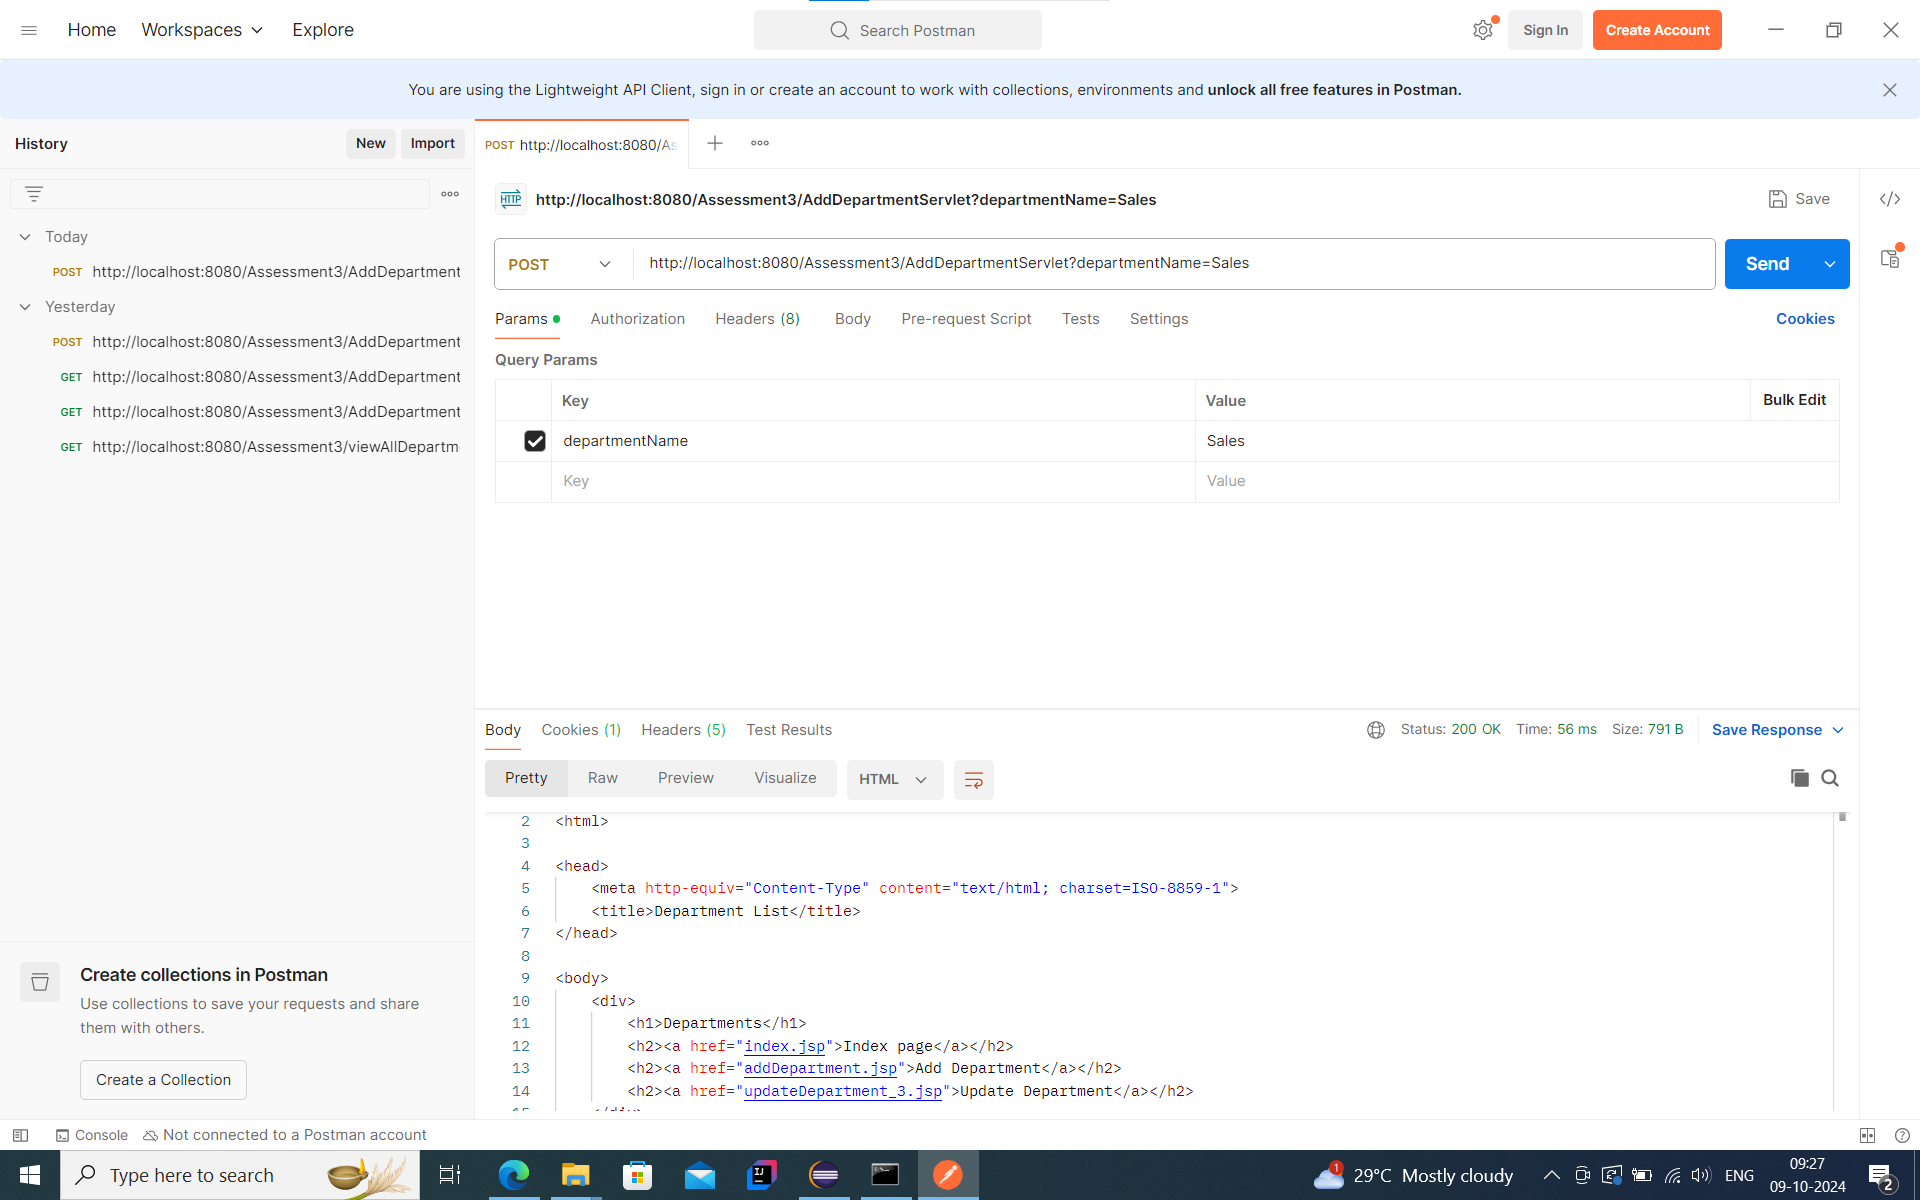 Home Workspaces Explore
Search Postman
Sign In Create Account
You are using the Lightweight API Client, sign in or create an account to work with collections, environments and unlock all free features in Postman.
History New Import
POST http://localhost:8080/As
Today
POST http://localhost:8080/Assessment3/AddDepartment
Yesterday
POST http://localhost:8080/Assessment3/AddDepartment
GET http://localhost:8080/Assessment3/AddDepartment
GET http://localhost:8080/Assessment3/AddDepartment
GET http://localhost:8080/Assessment3/viewAllDepartm
Create collections in Postman
Use collections to save your requests and share
them with others.
Create a Collection
HTTP http://localhost:8080/Assessment3/AddDepartmentServlet?departmentName=Sales Save
POST http://localhost:8080/Assessment3/AddDepartmentServlet?departmentName=Sales Send
Params Authorization Headers (8) Body Pre-request Script Tests Settings Cookies
Query Params
Key Value Bulk Edit
departmentName Sales
Key Value
Body Cookies (1) Headers (5) Test Results Status: 200 OK Time: 56 ms Size: 791 B Save Response
Pretty Raw Preview Visualize HTML
2 <html>
3
4 <head>
5 <meta http-equiv="Content-Type" content="text/html; charset=ISO-8859-1">
6 <title>Department List</title>
7 </head>
8
9 <body>
10 <div>
11 <h1>Departments</h1>
12 <h2><a href="index.jsp">Index page</a></h2>
13 <h2><a href="addDepartment.jsp">Add Department</a></h2>
14 <h2><a href="updateDepartment_3.jsp">Update Department</a></h2>
15 </div>
Console Not connected to a Postman account
Type here to search
1 29°C Mostly cloudy ENG 09:27
09-10-2024 2